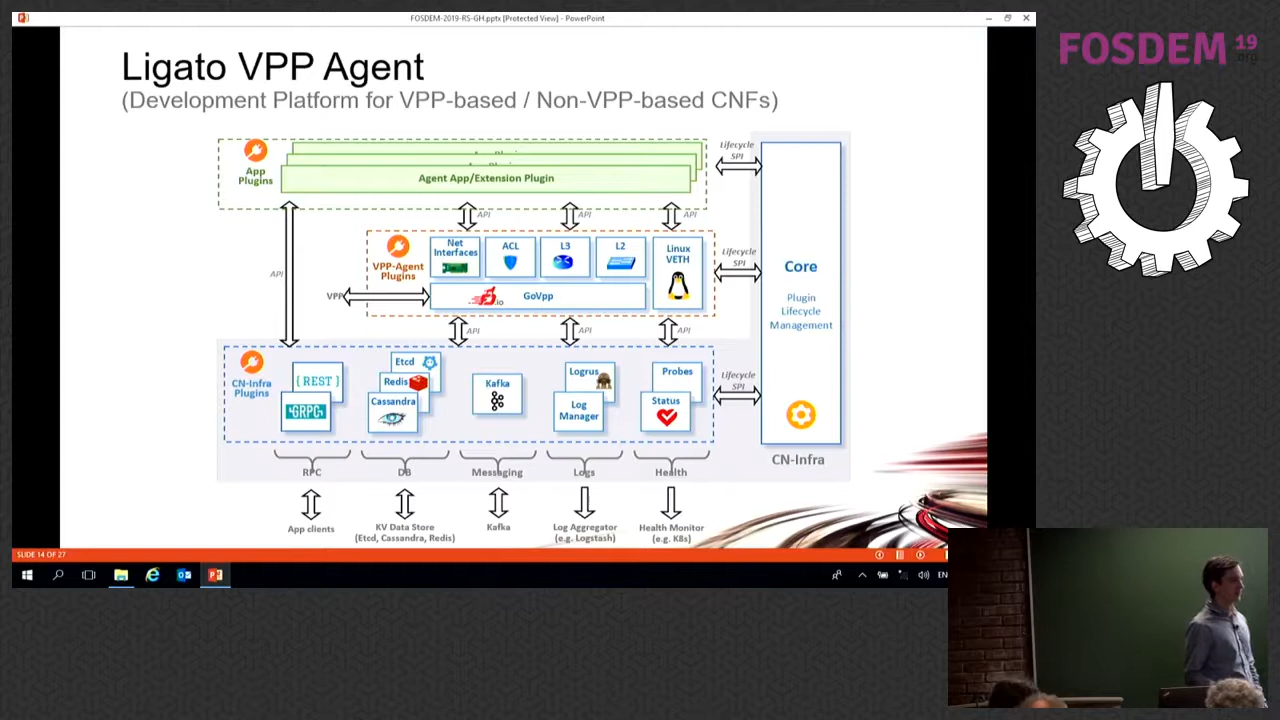 FOSDEM-2019-RS-GH.pptx [Protected View] - PowerPoint
FOSDEM 19
.org
Ligato VPP Agent
(Development Platform for VPP-based / Non-VPP-based CNFs)
App
Plugins
Agent App/Extension Plugin
Lifecycle
SPI
API
API
API
API
VPP-Agent
Plugins
Net
Interfaces
ACL
L3
L2
Linux
VETH
VPP
GoVpp
.io
Lifecycle
SPI
Core
Plugin
Lifecycle
Management
API
API
API
CN-Infra
Plugins
{ REST }
GRPC
Etcd
Redis
Cassandra
Kafka
Logrus
Log
Manager
Probes
Status
Lifecycle
SPI
CN-Infra
RPC
DB
Messaging
Logs
Health
App clients
KV Data Store
(Etcd, Cassandra, Redis)
Kafka
Log Aggregator
(e.g. Logstash)
Health Monitor
(e.g. K8s)
SLIDE 14 OF 27
EN